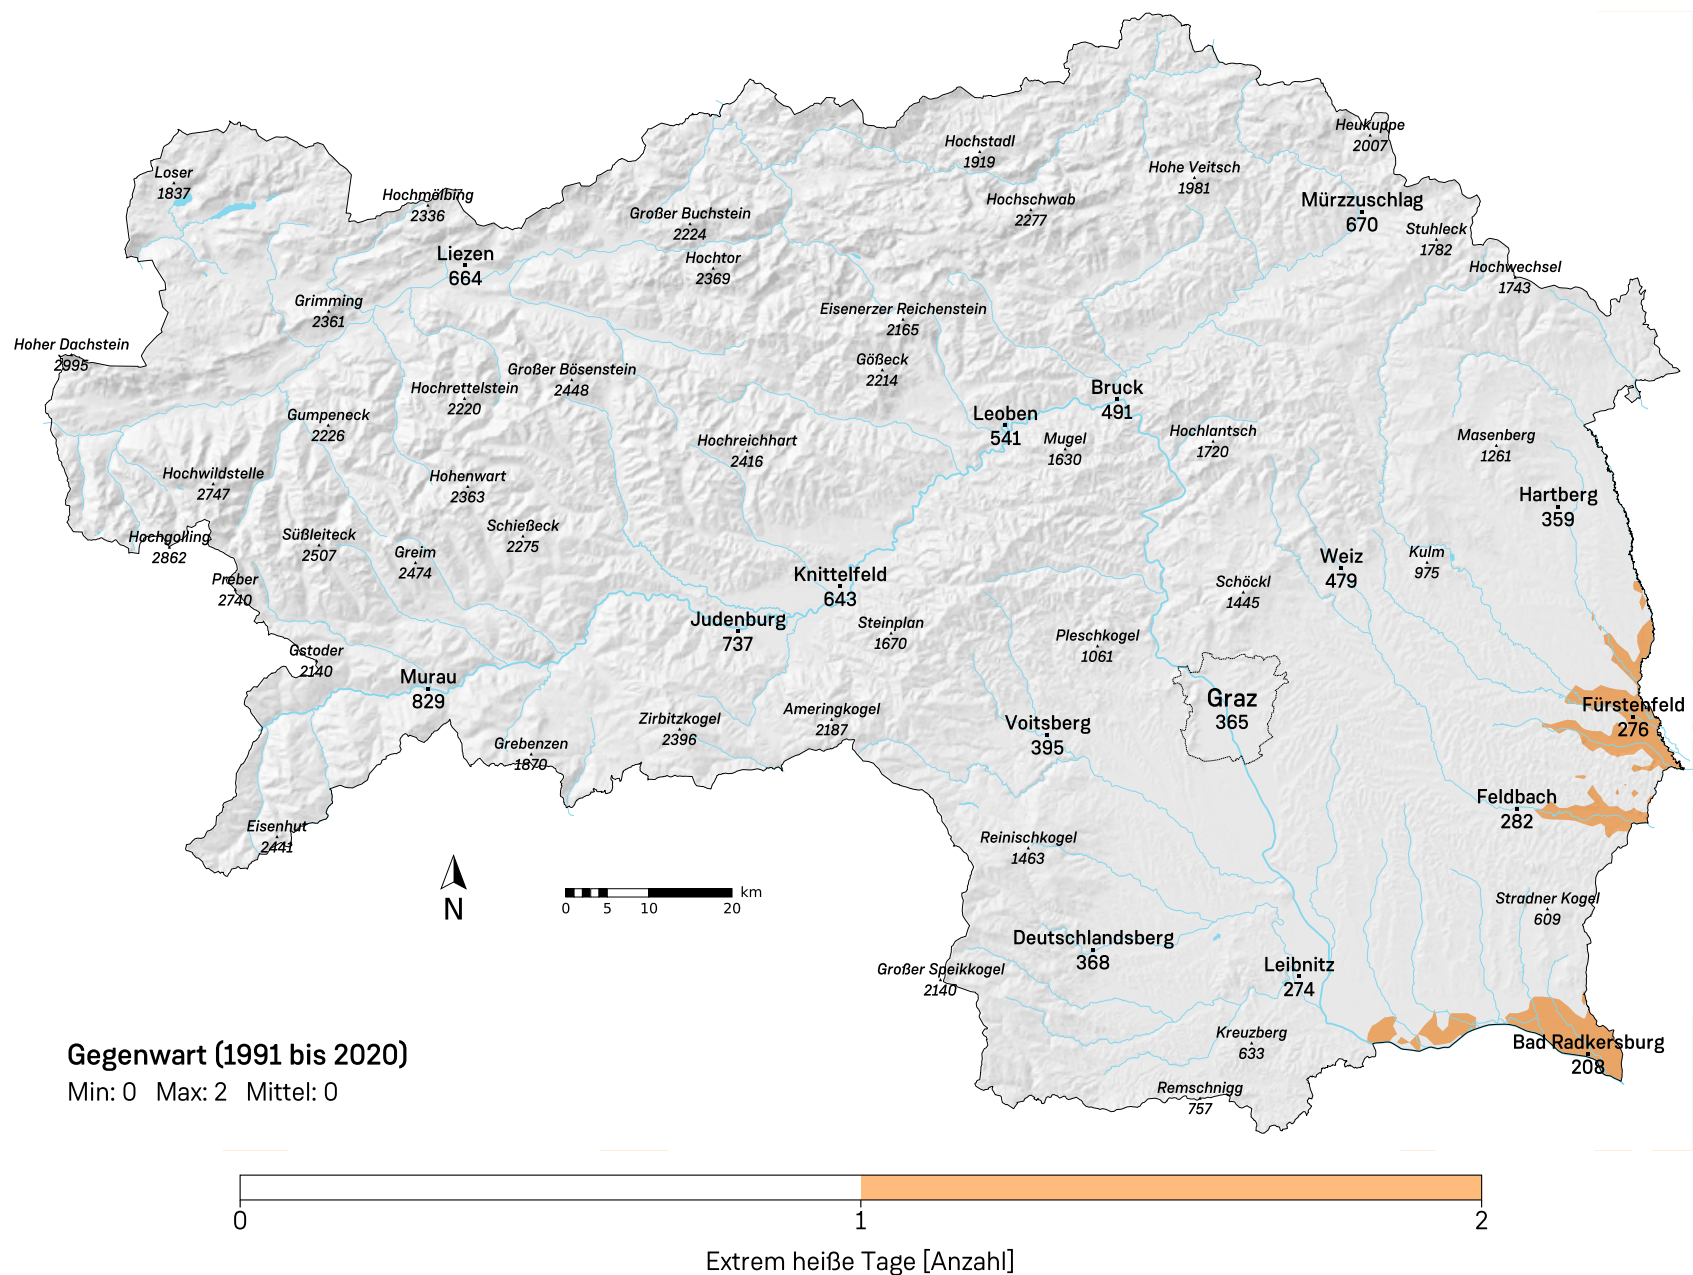 Heukuppe
2007
Hochstadl
1919
Hohe Veitsch
1981
Loser
1837
Hochmölbing
2336
Hochschwab
2277
Mürzzuschlag
670
Großer Buchstein
2224
Stuhleck
1782
Liezen
664
Hochtor
2369
Hochwechsel
1743
Grimming
2361
Eisenerzer Reichenstein
2165
Hoher Dachstein
2995
Gößeck
2214
Großer Bösenstein
2448
Hochrettelstein
2220
Bruck
491
Gumpeneck
2226
Leoben
541
Mugel
1630
Hochlantsch
1720
Hochreichhart
2416
Masenberg
1261
Hochwildstelle
2747
Hohenwart
2363
Hartberg
359
Hochgolling
2862
Süßleiteck
2507
Schießeck
2275
Greim
2474
Weiz
479
Kulm
975
Preber
2740
Knittelfeld
643
Schöckl
1445
Judenburg
737
Steinplan
1670
Pleschkogel
1061
Gstoder
2140
Murau
829
Graz
365
Fürstenfeld
276
Zirbitzkogel
2396
Ameringkogel
2187
Voitsberg
395
Grebenzen
1870
Feldbach
282
Eisenhut
2441
Reinischkogel
1463
N
0 5 10 20 km
Stradner Kogel
609
Deutschlandsberg
368
Großer Speikkogel
2140
Leibnitz
274
Kreuzberg
633
Bad Radkersburg
208
Remschnigg
757
Gegenwart (1991 bis 2020)
Min: 0 Max: 2 Mittel: 0
0 1 2
Extrem heiße Tage [Anzahl]